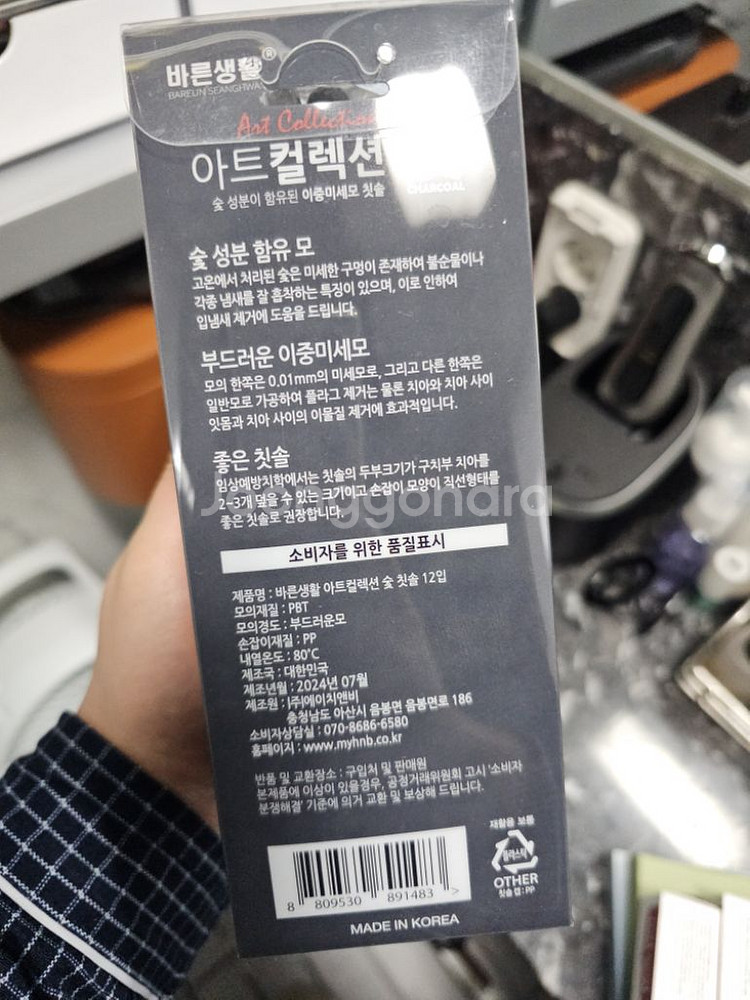 바른생활®
BAREUN SEANGHWAL
Art Collection
아트컬렉션
숯 성분이 함유된 이중미세모 칫솔
CHARCOAL
숯 성분 함유 모
고온에서 처리된 숯은 미세한 구멍이 존재하여 불순물이나
각종 냄새를 잘 흡착하는 특징이 있으며, 이로 인하여
입냄새 제거에 도움을 드립니다.
부드러운 이중미세모
모의 한쪽은 0.01mm의 미세모로, 그리고 다른 한쪽은
일반모로 가공하여 플라그 제거는 물론 치아와 치아 사이
잇몸과 치아 사이의 이물질 제거에 효과적입니다.
좋은 칫솔
임상예방치학에서는 칫솔의 두부크기가 구치부 치아를
2~3개 덮을 수 있는 크기이고 손잡이 모양이 직선형태를
좋은 칫솔로 권장합니다.
Joonggonara
소비자를 위한 품질표시
제품명 : 바른생활 아트컬렉션 숯 칫솔 12입
모의재질 : PBT
모의경도 : 부드러운모
손잡이재질 : PP
내열온도 : 80℃
제조국 : 대한민국
제조년월 : 2024년 07월
제조원 : (주)에이치앤비
충청남도 아산시 음봉면 음봉면로 186
소비자상담실 : 070-8686-6580
홈페이지 : www.myhnb.co.kr
반품 및 교환장소 : 구입처 및 판매원
본제품에 이상이 있을경우, 공정거래위원회 고시 '소비자
분쟁해결' 기준에 의거 교환 및 보상해 드립니다.
재활용 보틀
플라스틱
OTHER
칫솔 캡 : PP
8 809530 891483 >
MADE IN KOREA